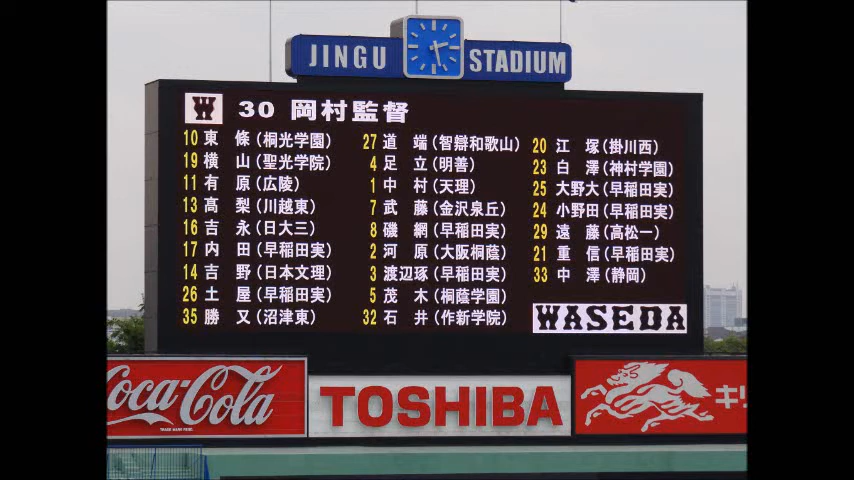 JINGU STADIUM
W 30 岡村監督
10 東條(桐光学園) 27 道端(智辯和歌山) 20 江塚(掛川西)
19 横山(聖光学院) 4 足立(明善) 23 白澤(神村学園)
11 有原(広陵) 1 中村(天理) 25 大野大(早稲田実)
13 高梨(川越東) 7 武藤(金沢泉丘) 24 小野田(早稲田実)
16 吉永(日大三) 8 磯網(早稲田実) 29 遠藤(高松一)
17 内田(早稲田実) 2 河原(大阪桐蔭) 21 重信(早稲田実)
14 吉野(日本文理) 3 渡辺琢(早稲田実) 33 中澤(静岡)
26 土屋(早稲田実) 5 茂木(桐蔭学園)
35 勝又(沼津東) 32 石井(作新学院)
WASEDA
Coca-Cola
TRADE MARK
TOSHIBA
キリ